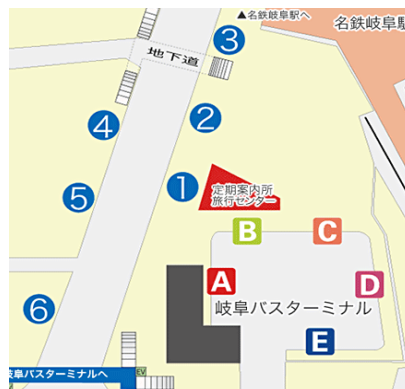 ▲名鉄岐阜駅へ
名鉄岐阜駅
地下道
3
2
4
1
5
6
定期案内所
旅行センター
B
C
A
D
岐阜バスターミナル
E
岐阜バスターミナルへ
EV